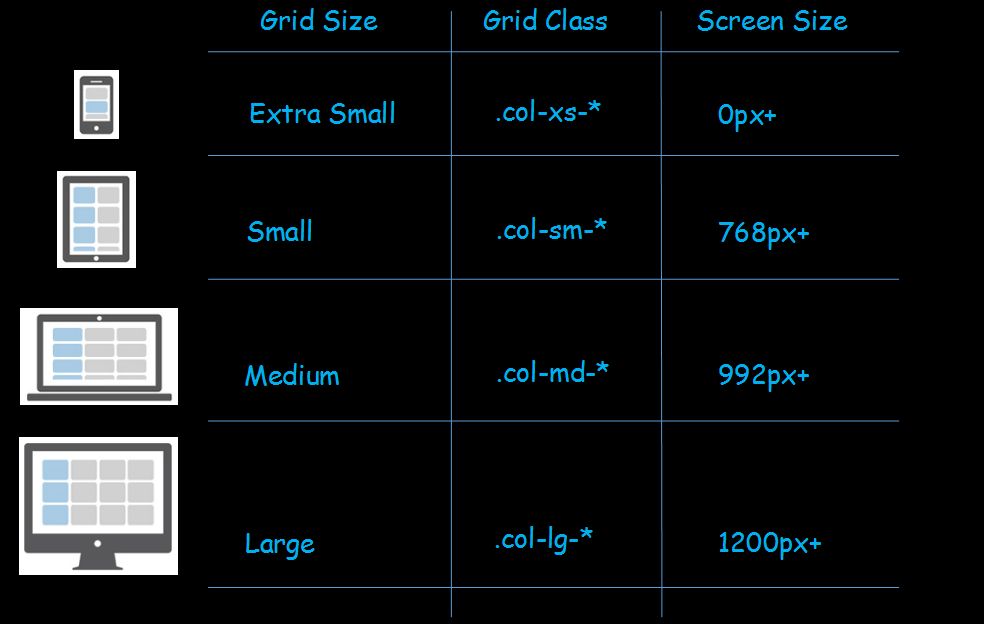 Grid Size Grid Class Screen Size
Extra Small .col-xs-* 0px+
Small .col-sm-* 768px+
Medium .col-md-* 992px+
Large .col-lg-* 1200px+